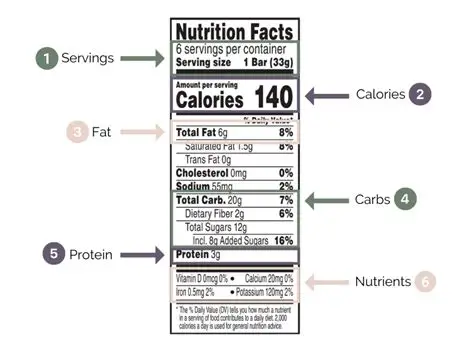 Nutrition Facts
6 servings per container
Serving size 1 Bar (33g)
1 Servings
Amount per serving
Calories 140
Calories 2
% Daily Value*
3 Fat
Total Fat 6g 8%
Saturated Fat 1.5g 8%
Trans Fat 0g
Cholesterol 0mg 0%
Sodium 55mg 2%
Total Carb. 20g 7%
Carbs 4
Dietary Fiber 2g 6%
Total Sugars 12g
Incl. 8g Added Sugars 16%
5 Protein
Protein 3g
Vitamin D 0mcg 0% • Calcium 20mg 0%
Nutrients 6
Iron 0.5mg 2% • Potassium 120mg 2%
* The % Daily Value (DV) tells you how much a nutrient
in a serving of food contributes to a daily diet. 2,000
calories a day is used for general nutrition advice.